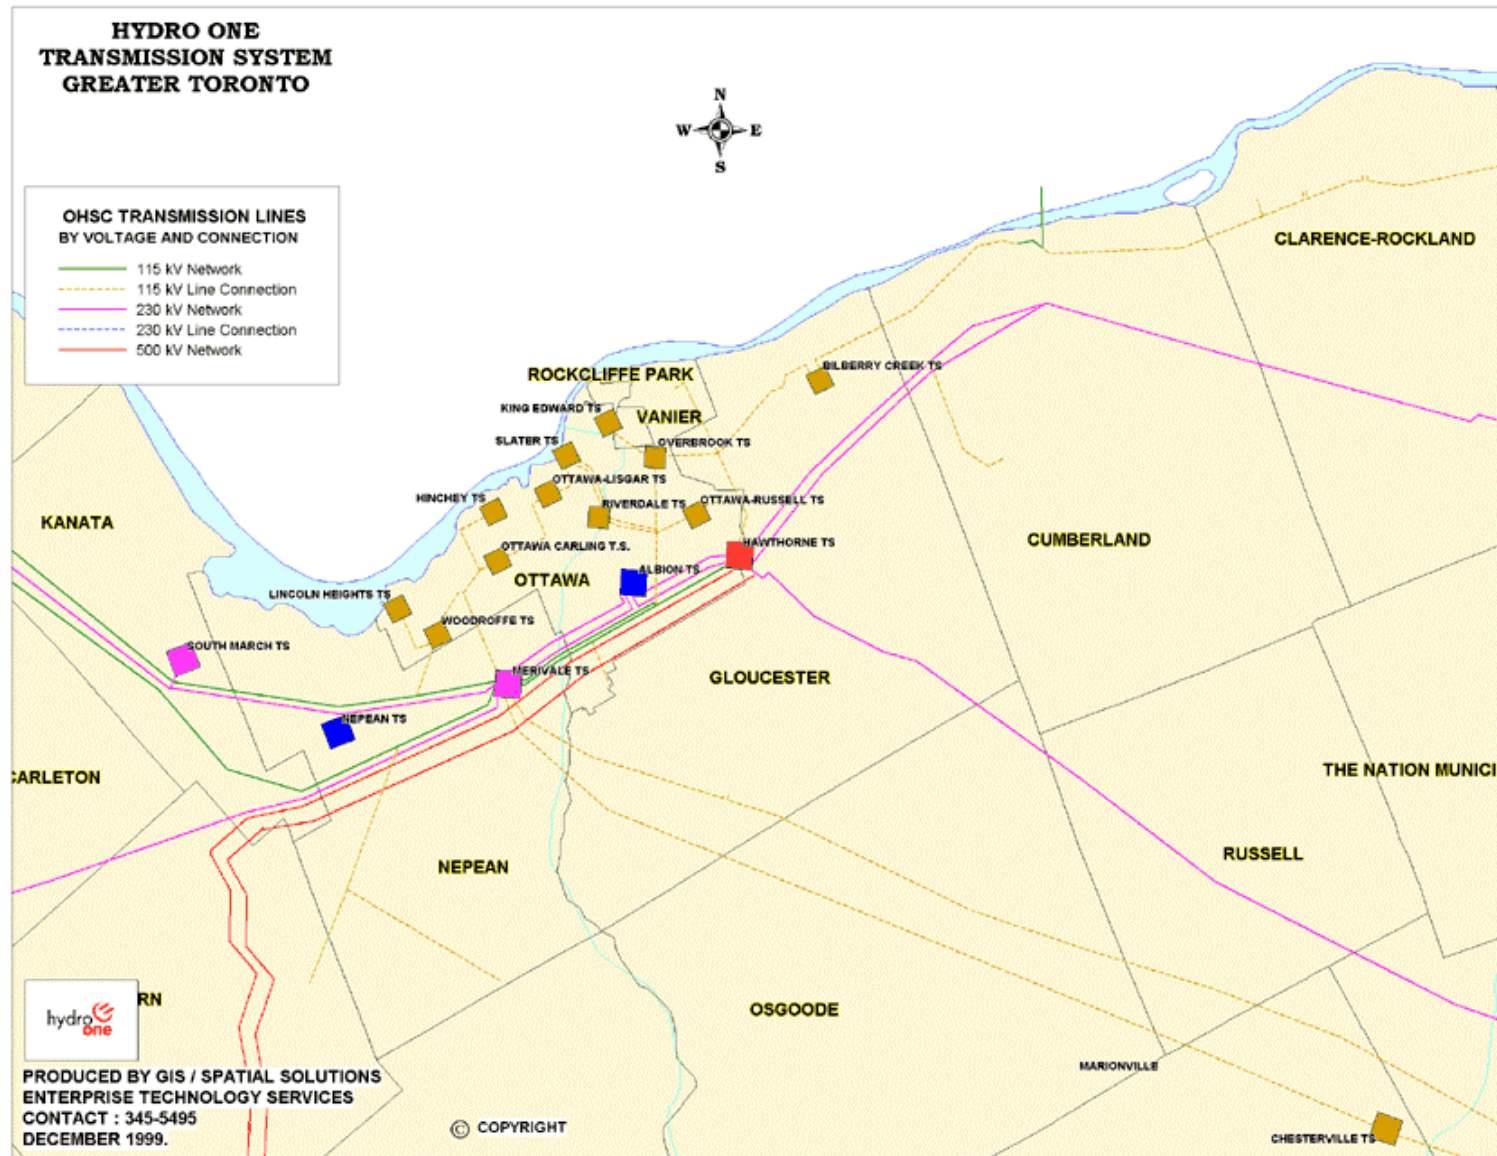 HYDRO ONE
TRANSMISSION SYSTEM
GREATER TORONTO
N
W E
S
OHSC TRANSMISSION LINES
BY VOLTAGE AND CONNECTION
115 kV Network
115 kV Line Connection
230 kV Network
230 kV Line Connection
500 kV Network
CLARENCE-ROCKLAND
ROCKCLIFFE PARK
BILBERRY CREEK TS
KING EDWARD TS
VANIER
SLATER TS
OVERBROOK TS
OTTAWA-LISGAR TS
HINCHEY TS
RIVERDALE TS
OTTAWA-RUSSELL TS
KANATA
HAWTHORNE TS
CUMBERLAND
OTTAWA CARLING T.S.
ALBION TS
OTTAWA
LINCOLN HEIGHTS TS
WOODROFFE TS
SOUTH MARCH TS
MERIVALE TS
GLOUCESTER
NEPEAN TS
CARLETON
THE NATION MUNICI
RUSSELL
NEPEAN
RN
OSGOODE
hydro
one
MARIONVILLE
PRODUCED BY GIS / SPATIAL SOLUTIONS
ENTERPRISE TECHNOLOGY SERVICES
CONTACT : 345-5495
DECEMBER 1999.
© COPYRIGHT
CHESTERVILLE TS